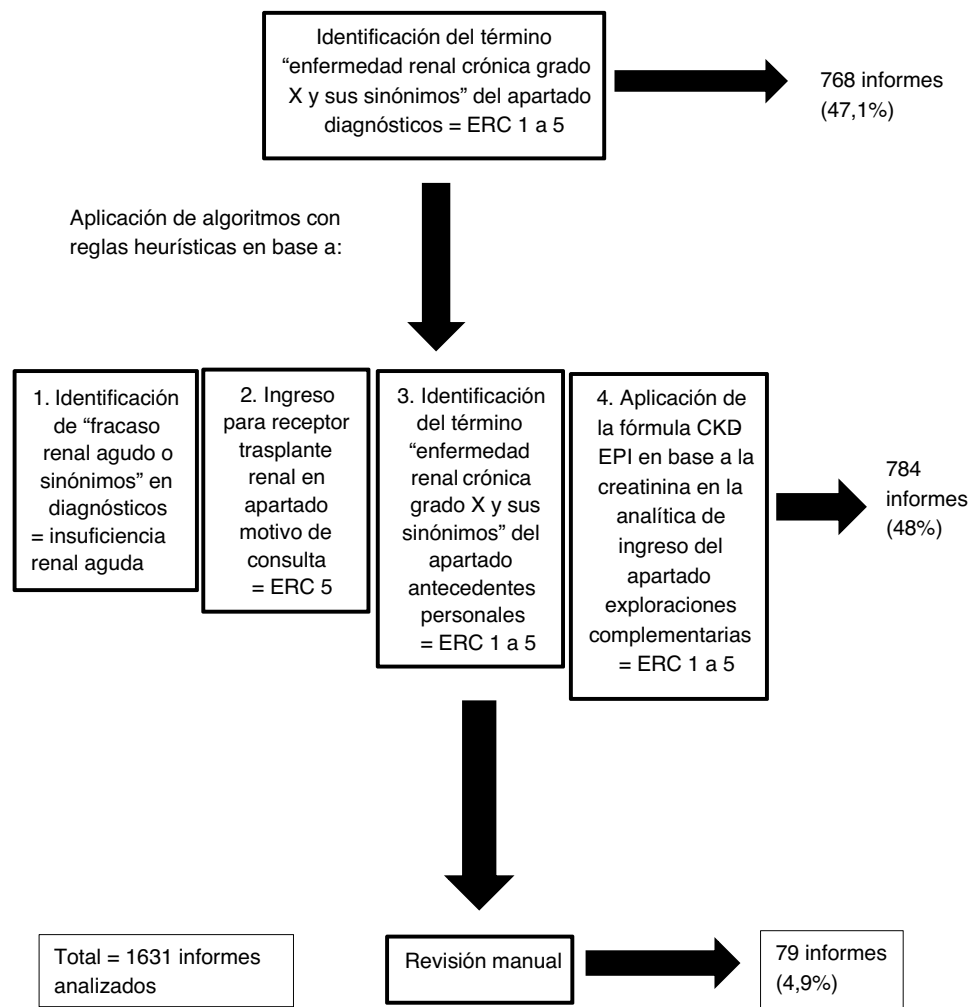 Identificación del término
“enfermedad renal crónica grado
X y sus sinónimos” del apartado
diagnósticos = ERC 1 a 5
768 informes
(47,1%)
Aplicación de algoritmos con
reglas heurísticas en base a:
1. Identificación
de “fracaso
renal agudo o
sinónimos” en
diagnósticos
= insuficiencia
renal aguda
2. Ingreso
para receptor
trasplante
renal en
apartado
motivo de
consulta
= ERC 5
3. Identificación
del término
“enfermedad
renal crónica
grado X y sus
sinónimos” del
apartado
antecedentes
personales
= ERC 1 a 5
4. Aplicación de
la fórmula CKD-
EPI en base a la
creatinina en la
analítica de
ingreso del
apartado
exploraciones
complementarias
= ERC 1 a 5
784
informes
(48%)
Total = 1631 informes
analizados
Revisión manual
79 informes
(4,9%)